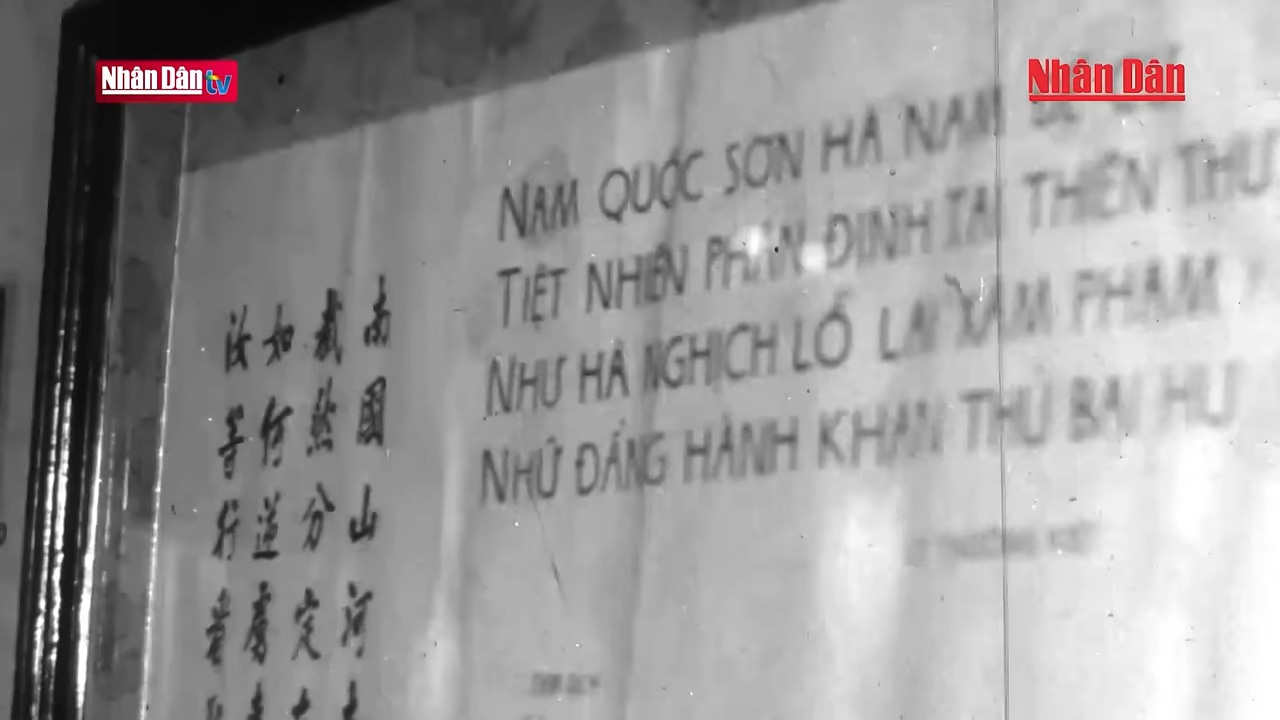 Nhân Dân tv
Nhân Dân
NAM QUỐC SƠN HÀ NAM
TIỆT NHIÊN PHÂN ĐỊNH TẠI THIÊN THƯ
NHƯ HÀ NGHỊCH LỖ LAI XÂM PHẠM
NHỮ ĐẲNG HÀNH KHAN THỦ BẠI HƯ
南國山河
截然分定
如何逆虜
汝等行看